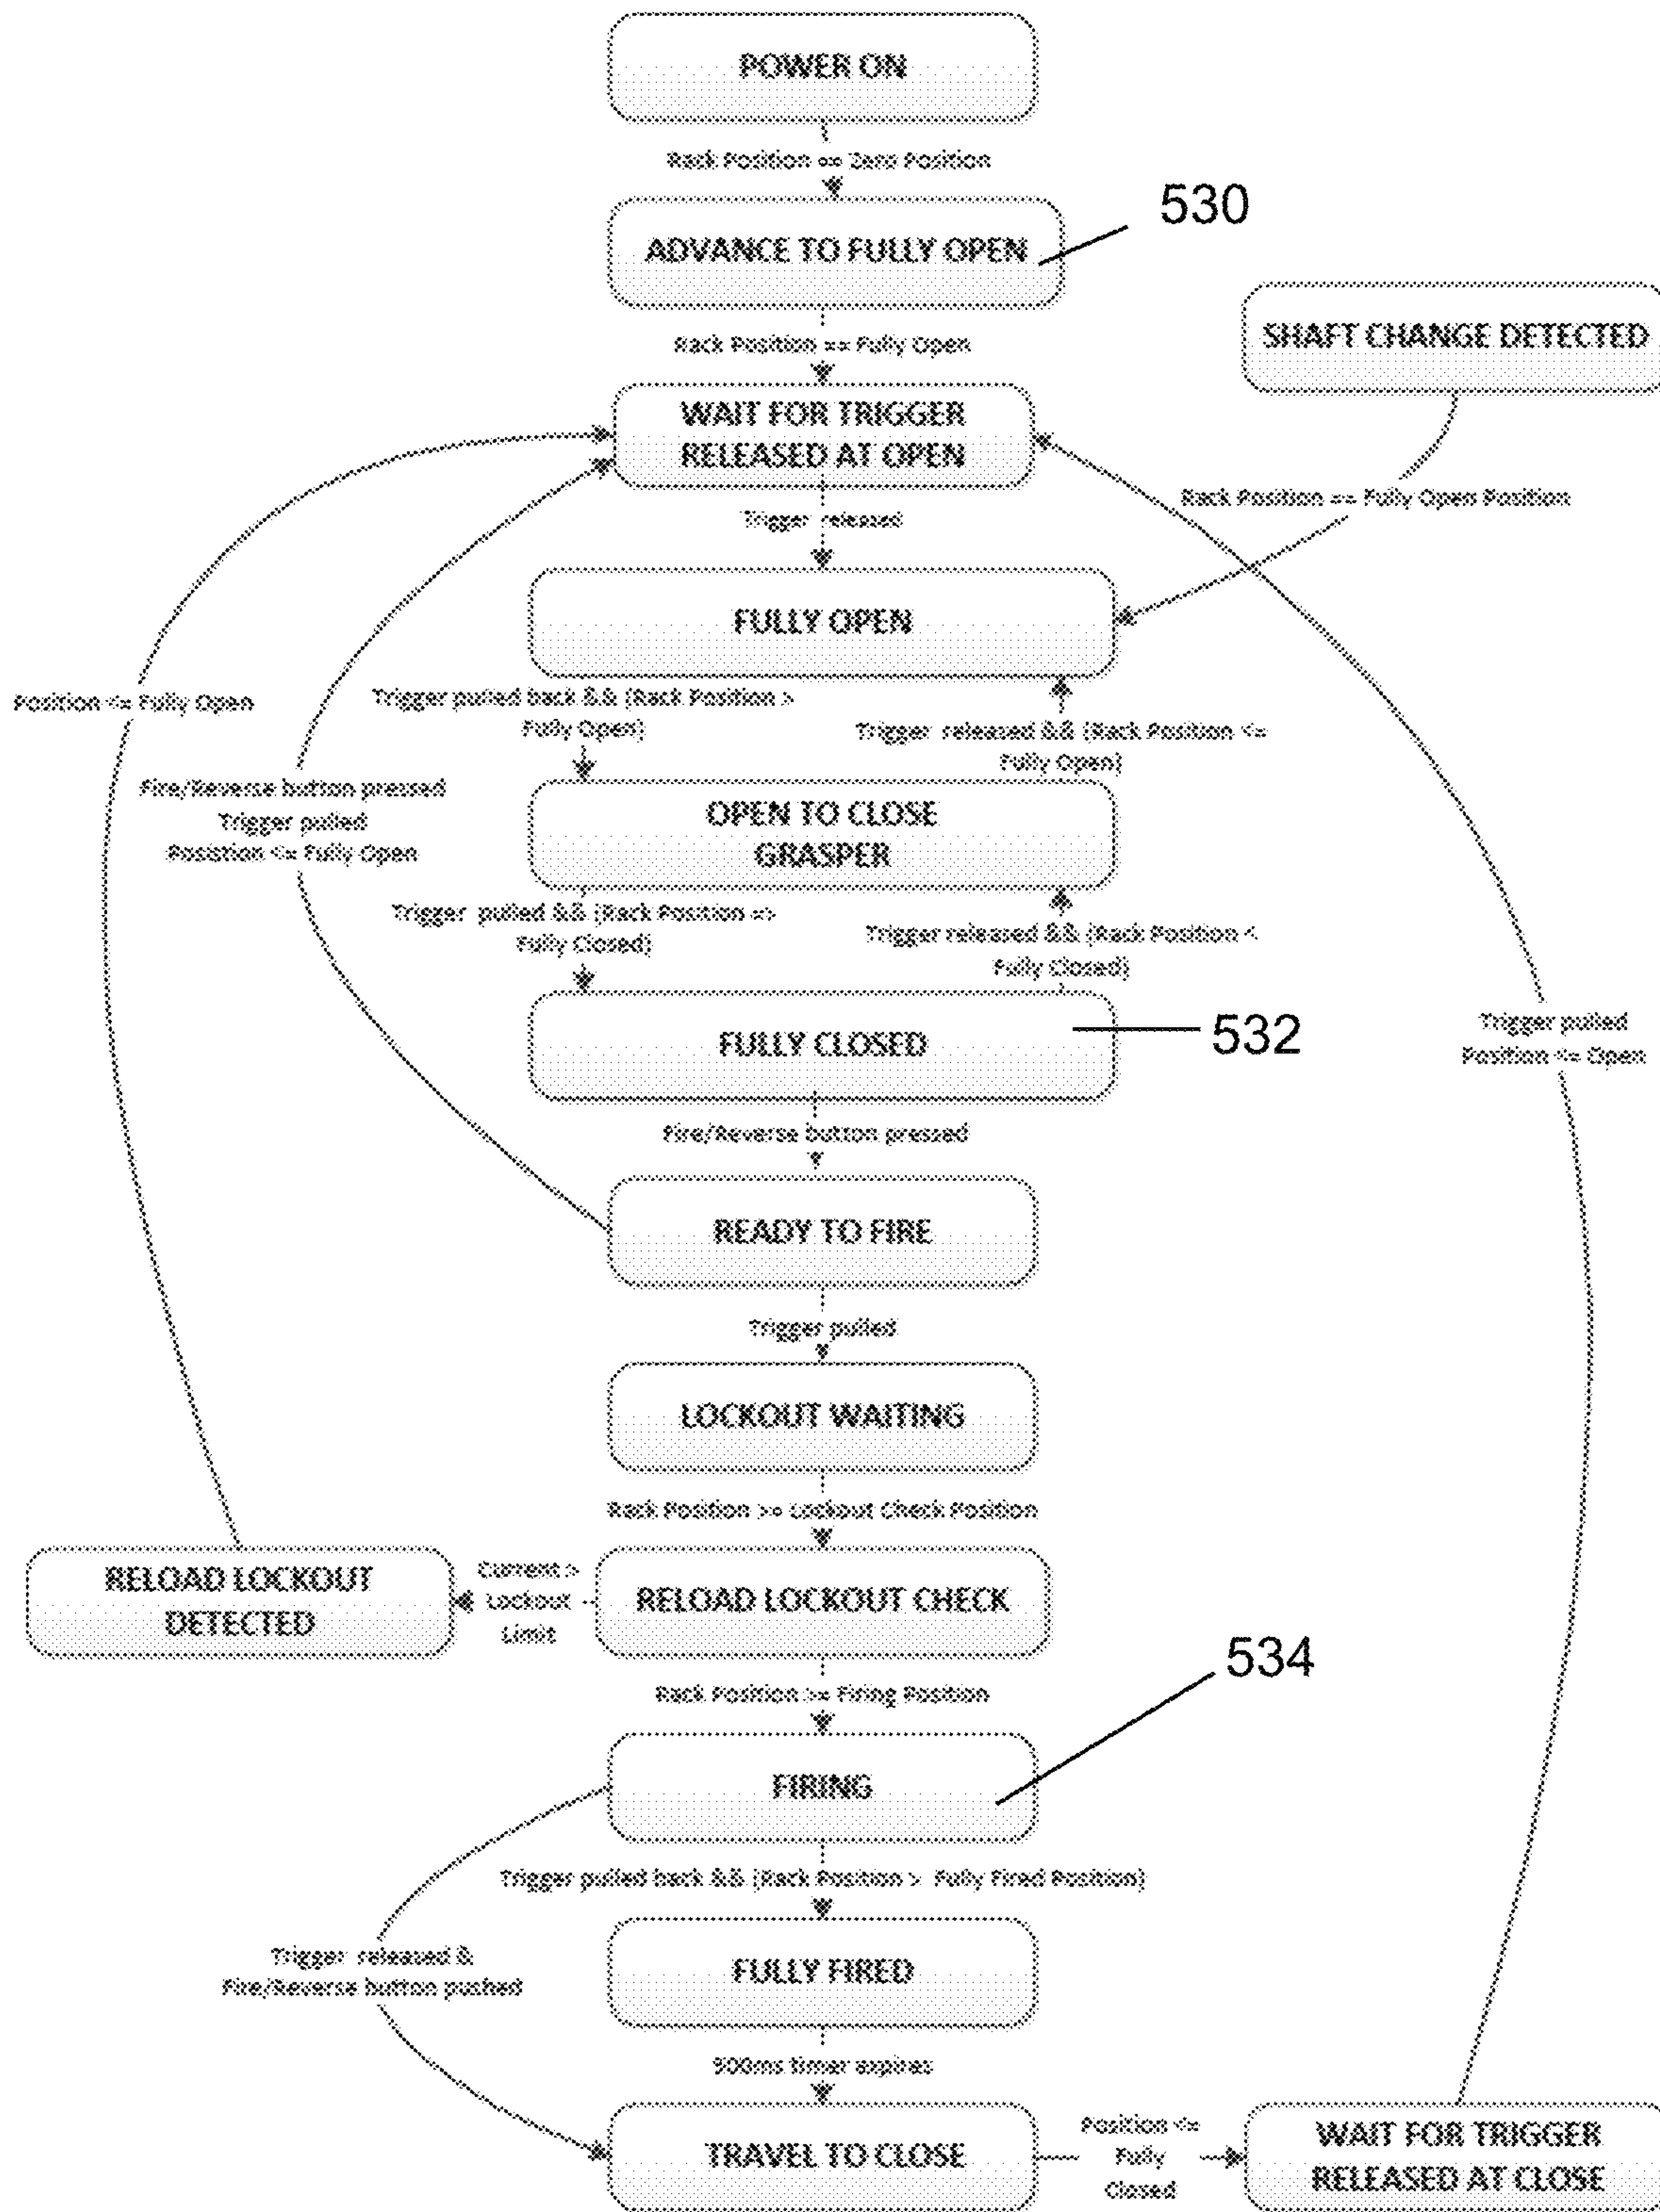 POWER ON
Rack Position == Zero Position
530
ADVANCE TO FULLY OPEN
SHAFT CHANGE DETECTED
Rack Position == Fully Open
WAIT FOR TRIGGER
RELEASED AT OPEN
Rack Position == Fully Open Position
Trigger released
FULLY OPEN
Position <= Fully Open
Trigger pulled back && (Rack Position >
Fully Open)
Trigger released && (Rack Position <=
Fully Open)
Fire/Reverse button pressed
Trigger pulled
Posistion <= Fully Open
OPEN TO CLOSE
GRASPER
Trigger pulled && (Rack Position =>
Fully Closed)
Trigger released && (Rack Position <
Fully Closed)
FULLY CLOSED
532
Trigger pulled
Position <= Open
Fire/Reverse button pressed
READY TO FIRE
Trigger pulled
LOCKOUT WAITING
Rack Position >= Lockout Check Position
RELOAD LOCKOUT
DETECTED
Current >
Lockout
Limit
RELOAD LOCKOUT CHECK
534
Rack Position >= Firing Position
FIRING
Trigger pulled back && (Rack Position > Fully Fired Position)
Trigger released &
Fire/Reverse button pushed
FULLY FIRED
500ms timer expires
TRAVEL TO CLOSE
Position <=
Fully
Closed
WAIT FOR TRIGGER
RELEASED AT CLOSE